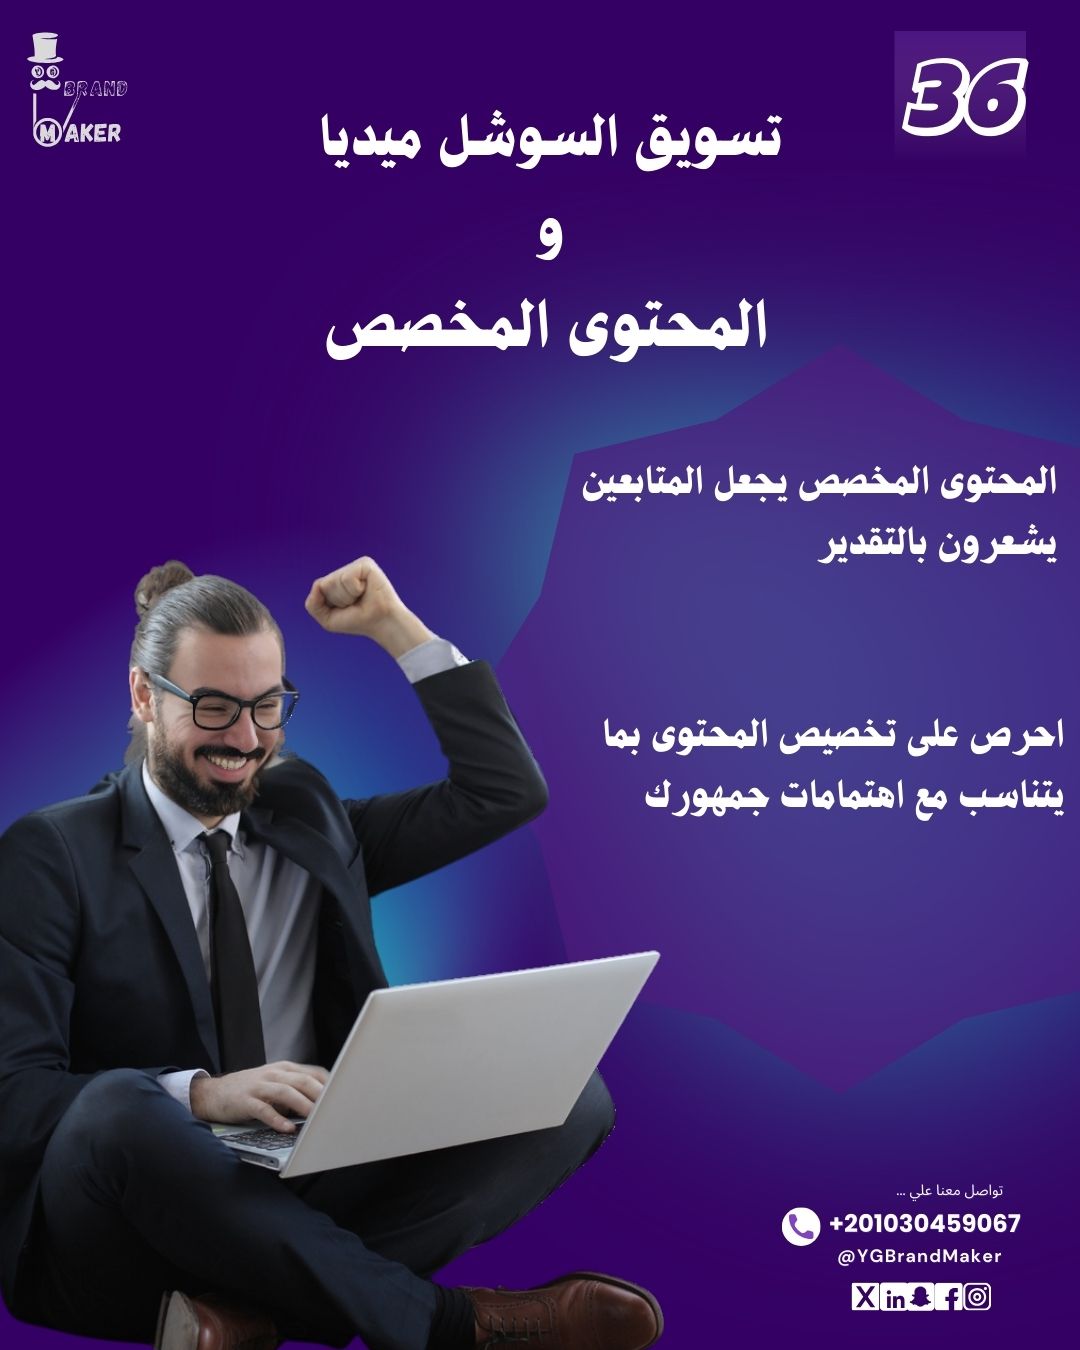 BRAND
MAKER
36
تسويق السوشل ميديا
و
المحتوى المخصص
المحتوى المخصص يجعل المتابعين
يشعرون بالتقدير
احرص على تخصيص المحتوى بما
يتناسب مع اهتمامات جمهورك
تواصل معنا علي ...
+201030459067
@YGBrandMaker